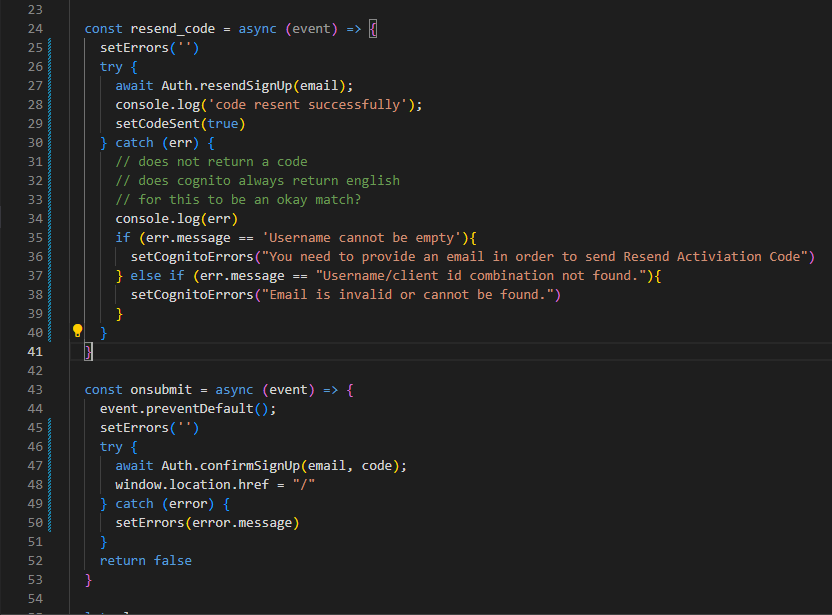 23
24 const resend_code = async (event) => {
25 setErrors('')
26 try {
27 await Auth.resendSignUp(email);
28 console.log('code resent successfully');
29 setCodeSent(true)
30 } catch (err) {
31 // does not return a code
32 // does cognito always return english
33 // for this to be an okay match?
34 console.log(err)
35 if (err.message == 'Username cannot be empty'){
36 setCognitoErrors("You need to provide an email in order to send Resend Activiation Code")
37 } else if (err.message == "Username/client id combination not found."){
38 setCognitoErrors("Email is invalid or cannot be found.")
39 }
40 }
41 }
42
43 const onsubmit = async (event) => {
44 event.preventDefault();
45 setErrors('')
46 try {
47 await Auth.confirmSignUp(email, code);
48 window.location.href = "/"
49 } catch (error) {
50 setErrors(error.message)
51 }
52 return false
53 }
54